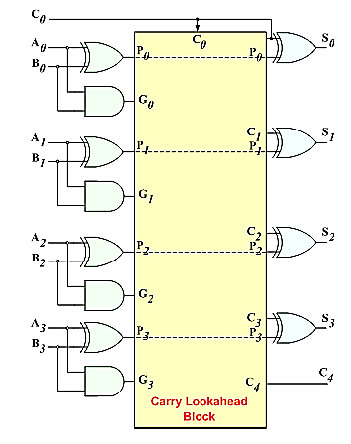 C0
C0
A0
B0
P0
P0
S0
G0
A1
B1
P1
C1
P1
S1
G1
A2
B2
P2
C2
P2
S2
G2
A3
B3
P3
C3
P3
S3
G3
C4
C4
Carry Lookahead
Block